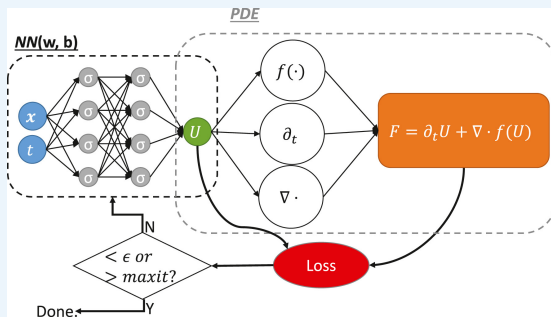 PDE
NN(w, b)
x
t
σ σ
σ σ
σ σ
σ σ
U
f(·)
∂ₜ
∇ ·
F = ∂ₜU + ∇ · f(U)
Loss
N
< ϵ or
> maxit?
Y
Done.